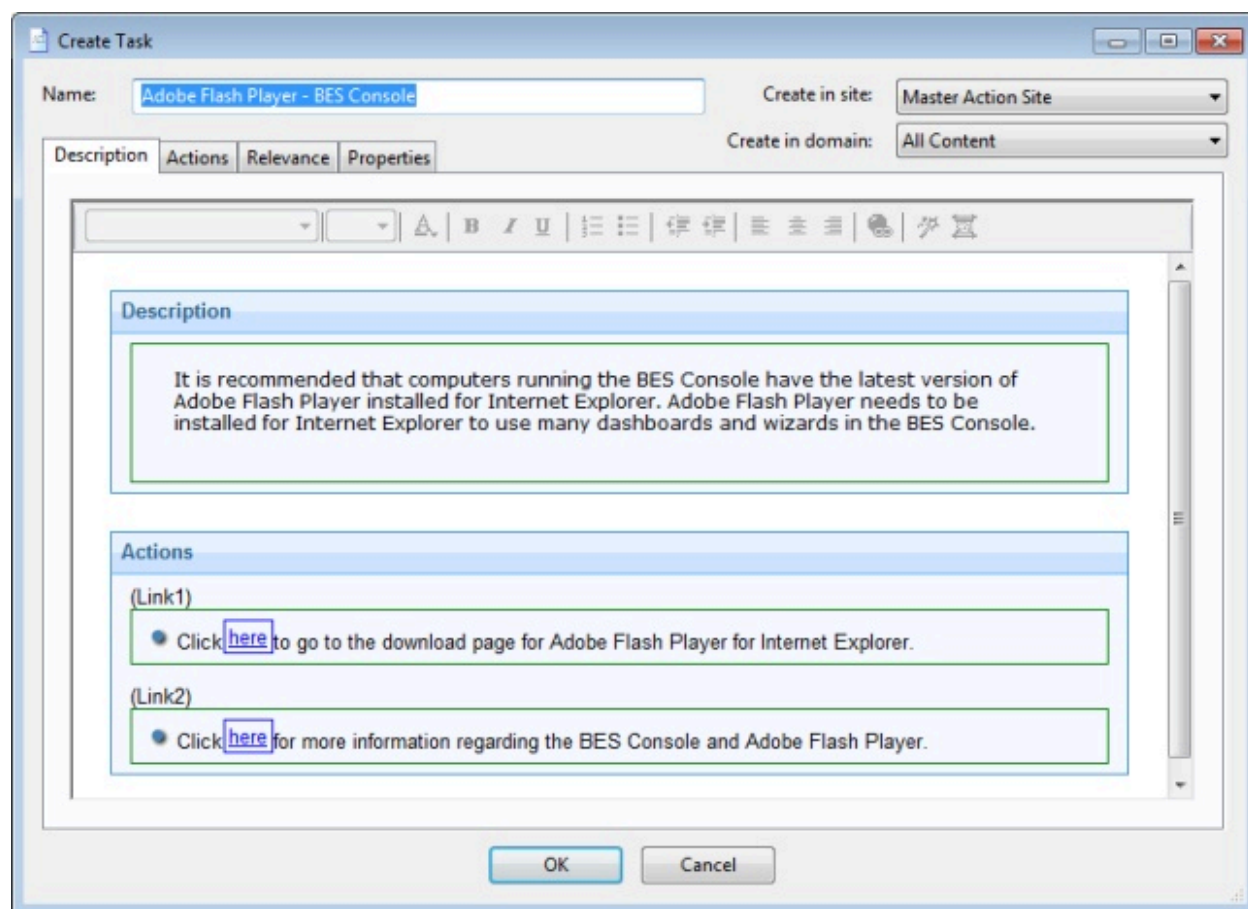 Create Task
Name: Adobe Flash Player - BES Console Create in site: Master Action Site
Create in domain: All Content
Description Actions Relevance Properties
A B I U
Description
It is recommended that computers running the BES Console have the latest version of
Adobe Flash Player installed for Internet Explorer. Adobe Flash Player needs to be
installed for Internet Explorer to use many dashboards and wizards in the BES Console.
Actions
(Link1)
Click here to go to the download page for Adobe Flash Player for Internet Explorer.
(Link2)
Click here for more information regarding the BES Console and Adobe Flash Player.
OK Cancel